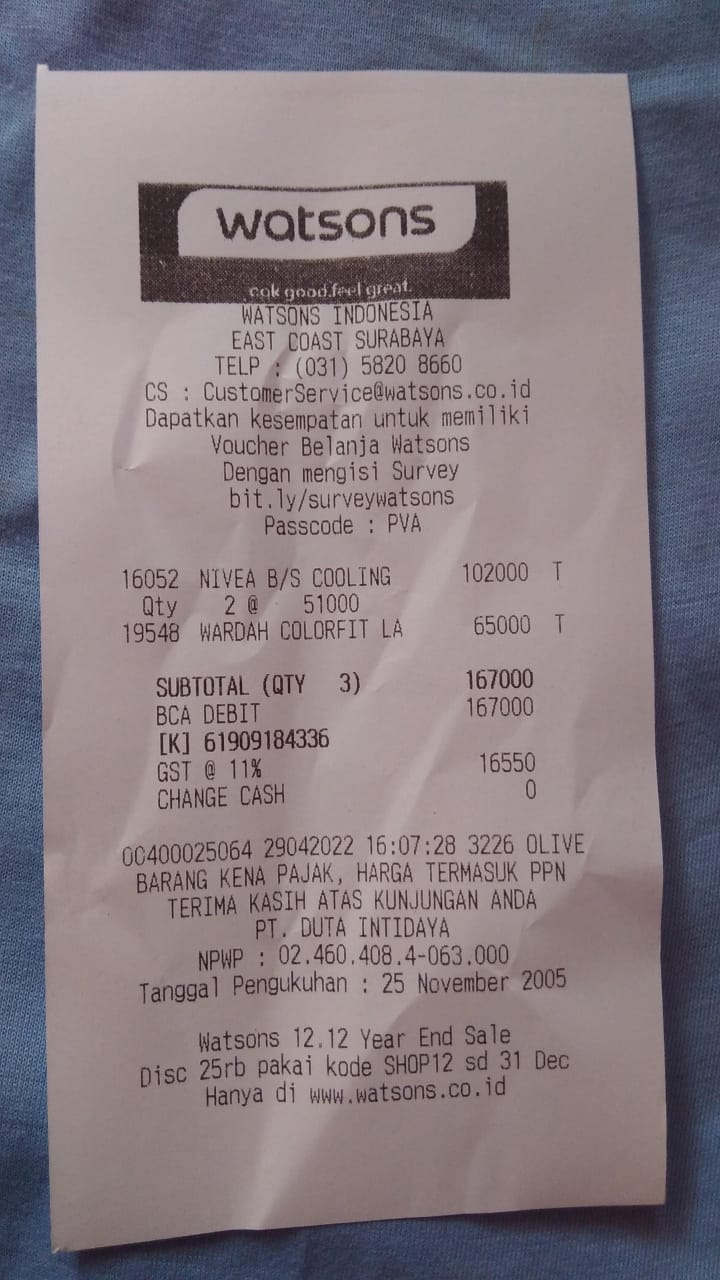 watsons
look good.feel great.
WATSONS INDONESIA
EAST COAST SURABAYA
TELP : (031) 5820 8660
CS : CustomerService@watsons.co.id
Dapatkan kesempatan untuk memiliki
Voucher Belanja Watsons
Dengan mengisi Survey
bit.ly/surveywatsons
Passcode : PVA
16052 NIVEA B/S COOLING 102000 T
Qty 2 @ 51000
19548 WARDAH COLORFIT LA 65000 T
SUBTOTAL (QTY 3) 167000
BCA DEBIT 167000
[K] 61909184336
GST @ 11% 16550
CHANGE CASH 0
00400025064 29042022 16:07:28 3226 OLIVE
BARANG KENA PAJAK, HARGA TERMASUK PPN
TERIMA KASIH ATAS KUNJUNGAN ANDA
PT. DUTA INTIDAYA
NPWP : 02.460.408.4-063.000
Tanggal Pengukuhan : 25 November 2005
Watsons 12.12 Year End Sale
Disc 25rb pakai kode SHOP12 sd 31 Dec
Hanya di www.watsons.co.id